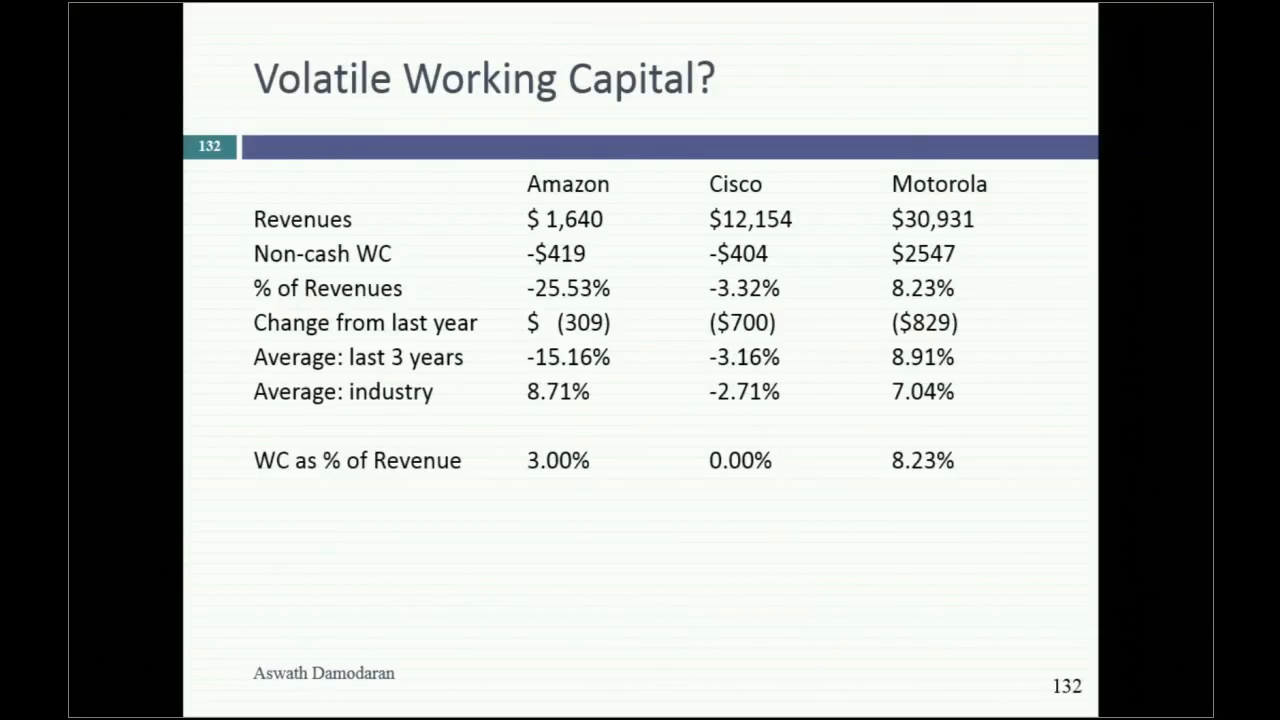 Volatile Working Capital?
132
Amazon Cisco Motorola
Revenues $ 1,640 $12,154 $30,931
Non-cash WC -$419 -$404 $2547
% of Revenues -25.53% -3.32% 8.23%
Change from last year $ (309) ($700) ($829)
Average: last 3 years -15.16% -3.16% 8.91%
Average: industry 8.71% -2.71% 7.04%
WC as % of Revenue 3.00% 0.00% 8.23%
Aswath Damodaran
132